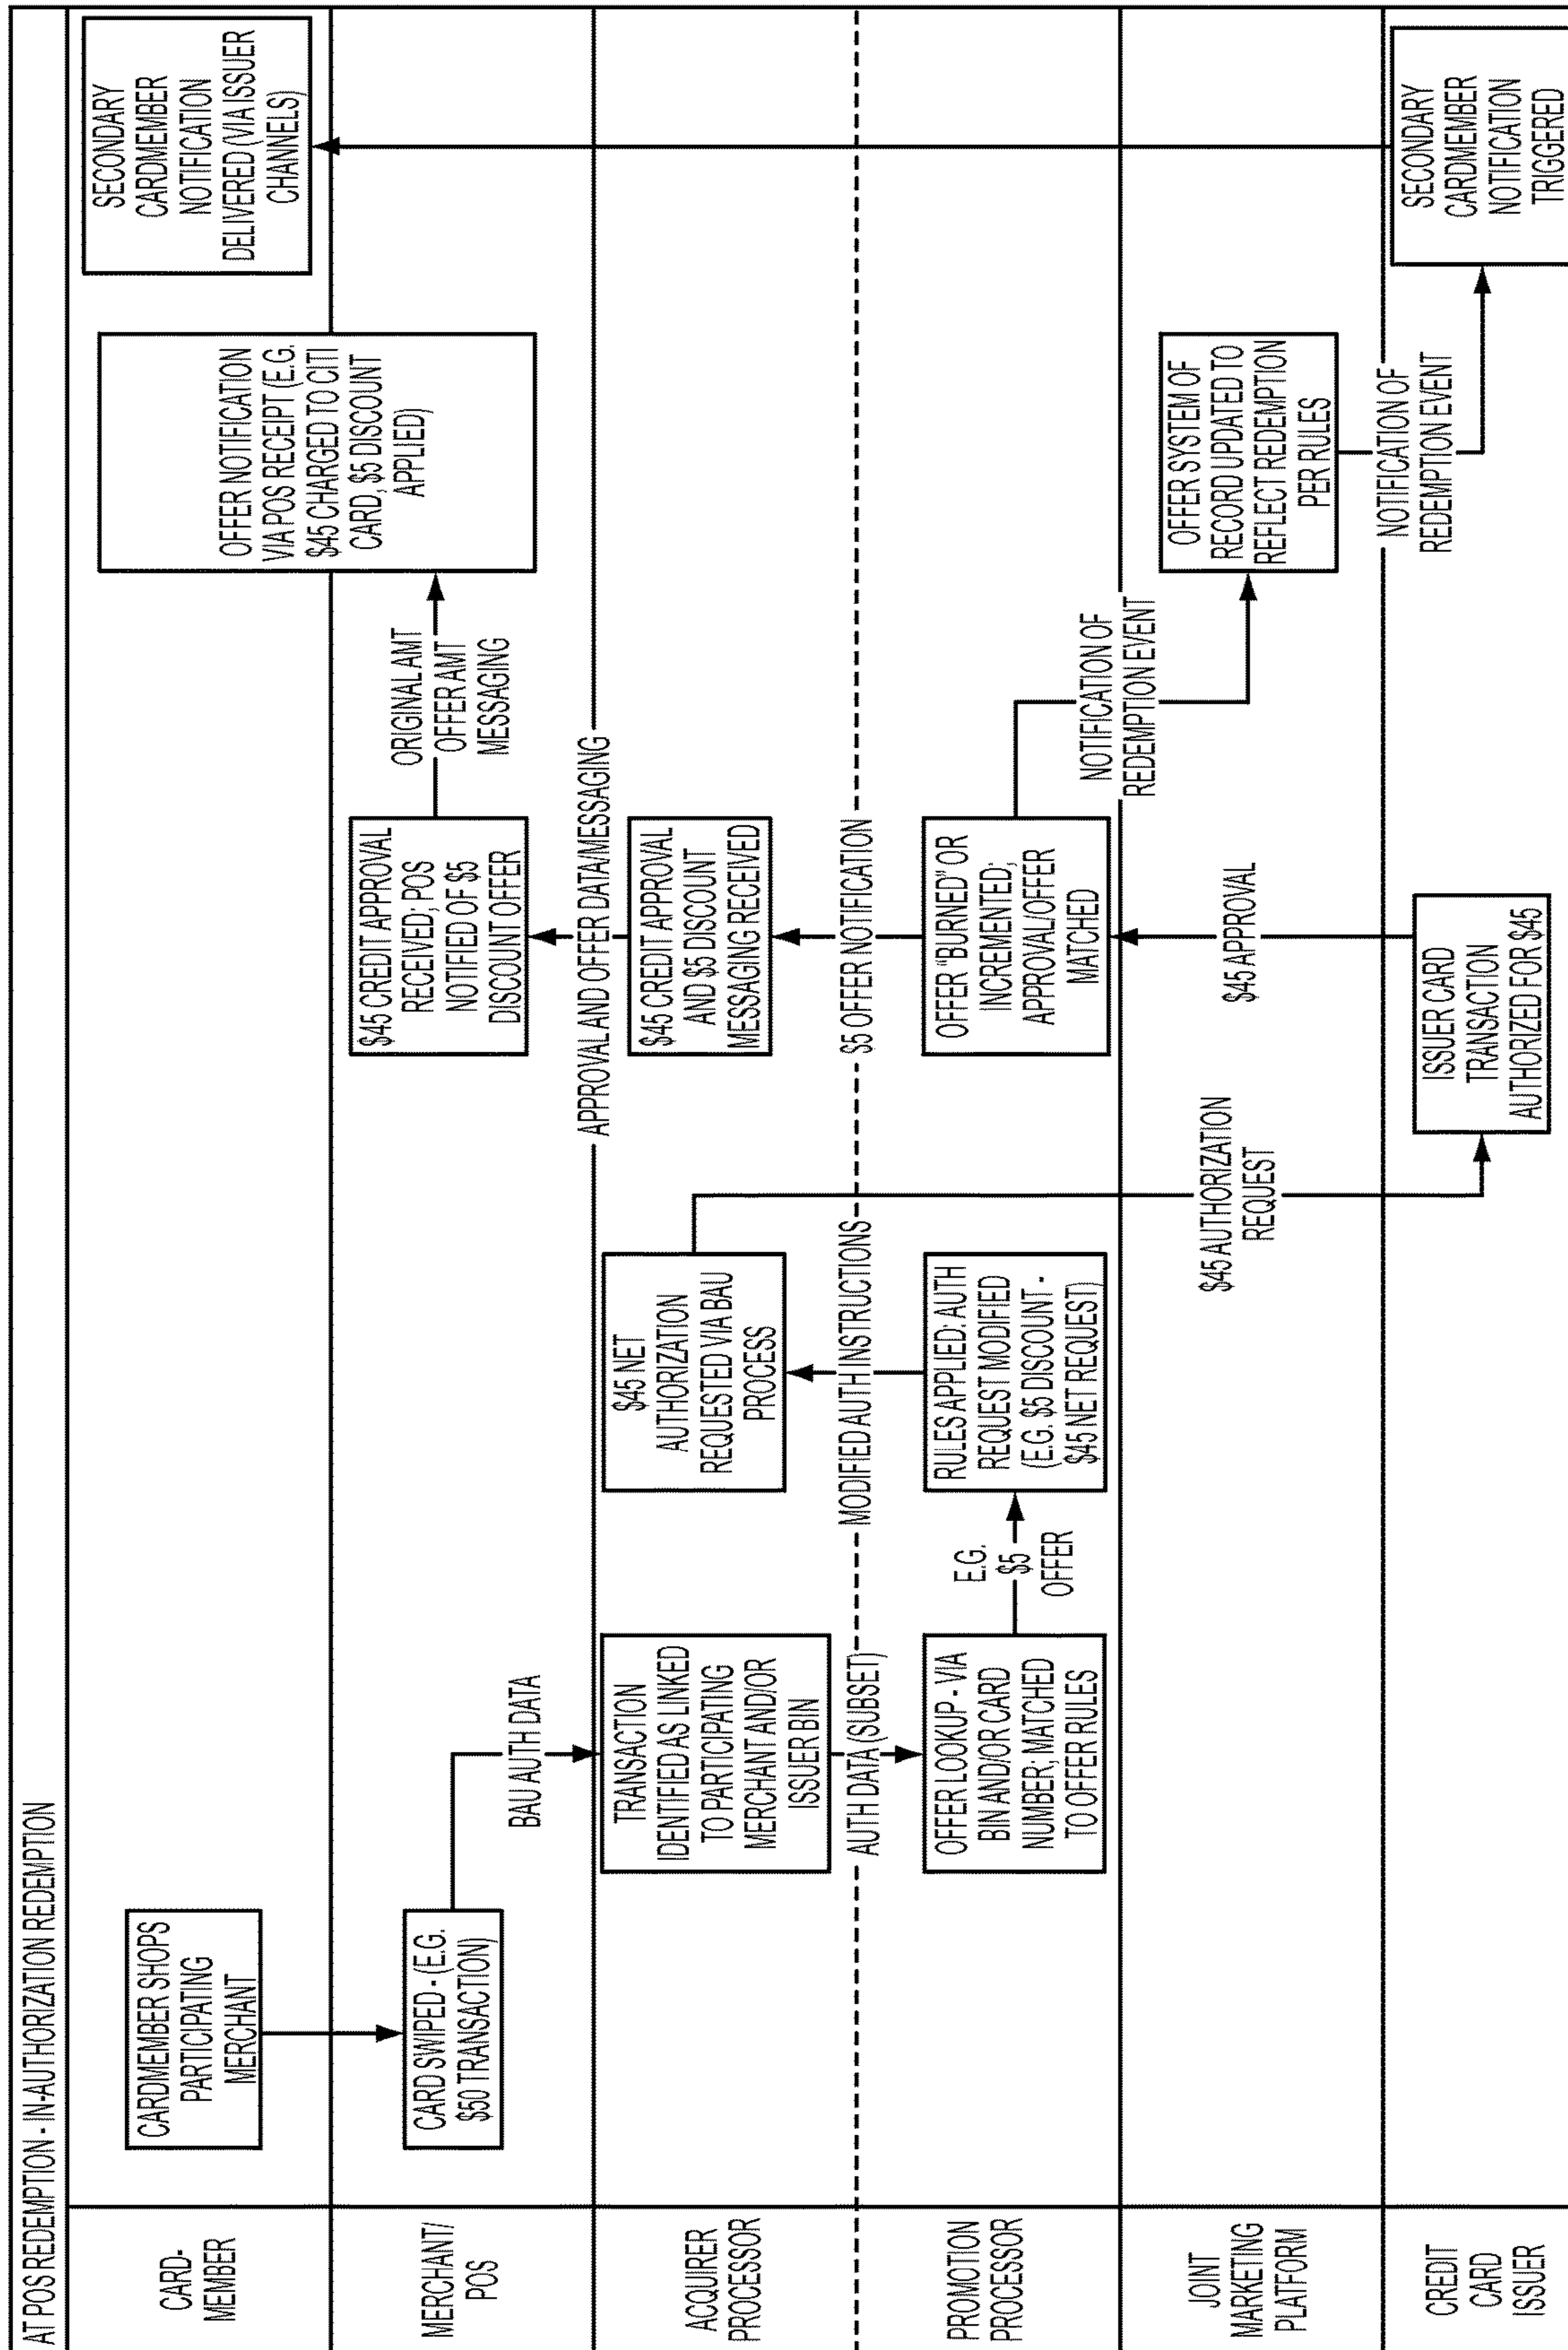 AT POS REDEMPTION - IN-AUTHORIZATION REDEMPTION
CARD-
MEMBER
CARDMEMBER SHOPS
PARTICIPATING
MERCHANT
SECONDARY
CARDMEMBER
NOTIFICATION
DELIVERED (VIA ISSUER
CHANNELS)
OFFER NOTIFICATION
VIA POS RECEIPT (E.G.
$45 CHARGED TO CITI
CARD, $5 DISCOUNT
APPLIED)
MERCHANT/
POS
CARD SWIPED - (E.G.
$50 TRANSACTION)
BAU AUTH DATA
$45 CREDIT APPROVAL
RECEIVED; POS
NOTIFIED OF $5
DISCOUNT OFFER
ORIGINAL AMT
OFFER AMT
MESSAGING
APPROVAL AND OFFER DATA/MESSAGING
ACQUIRER
PROCESSOR
TRANSACTION
IDENTIFIED AS LINKED
TO PARTICIPATING
MERCHANT AND/OR
ISSUER BIN
$45 NET
AUTHORIZATION
REQUESTED VIA BAU
PROCESS
$45 CREDIT APPROVAL
AND $5 DISCOUNT
MESSAGING RECEIVED
AUTH DATA (SUBSET)
MODIFIED AUTH INSTRUCTIONS
$5 OFFER NOTIFICATION
PROMOTION
PROCESSOR
OFFER LOOKUP - VIA
BIN AND/OR CARD
NUMBER; MATCHED
TO OFFER RULES
E.G.
$5
OFFER
RULES APPLIED: AUTH
REQUEST MODIFIED
(E.G. $5 DISCOUNT -
$45 NET REQUEST)
OFFER "BURNED" OR
INCREMENTED;
APPROVAL/OFFER
MATCHED
NOTIFICATION OF
REDEMPTION EVENT
JOINT
MARKETING
PLATFORM
$45 AUTHORIZATION
REQUEST
$45 APPROVAL
OFFER SYSTEM OF
RECORD UPDATED TO
REFLECT REDEMPTION
PER RULES
NOTIFICATION OF
REDEMPTION EVENT
CREDIT
CARD
ISSUER
ISSUER CARD
TRANSACTION
AUTHORIZED FOR $45
SECONDARY
CARDMEMBER
NOTIFICATION
TRIGGERED